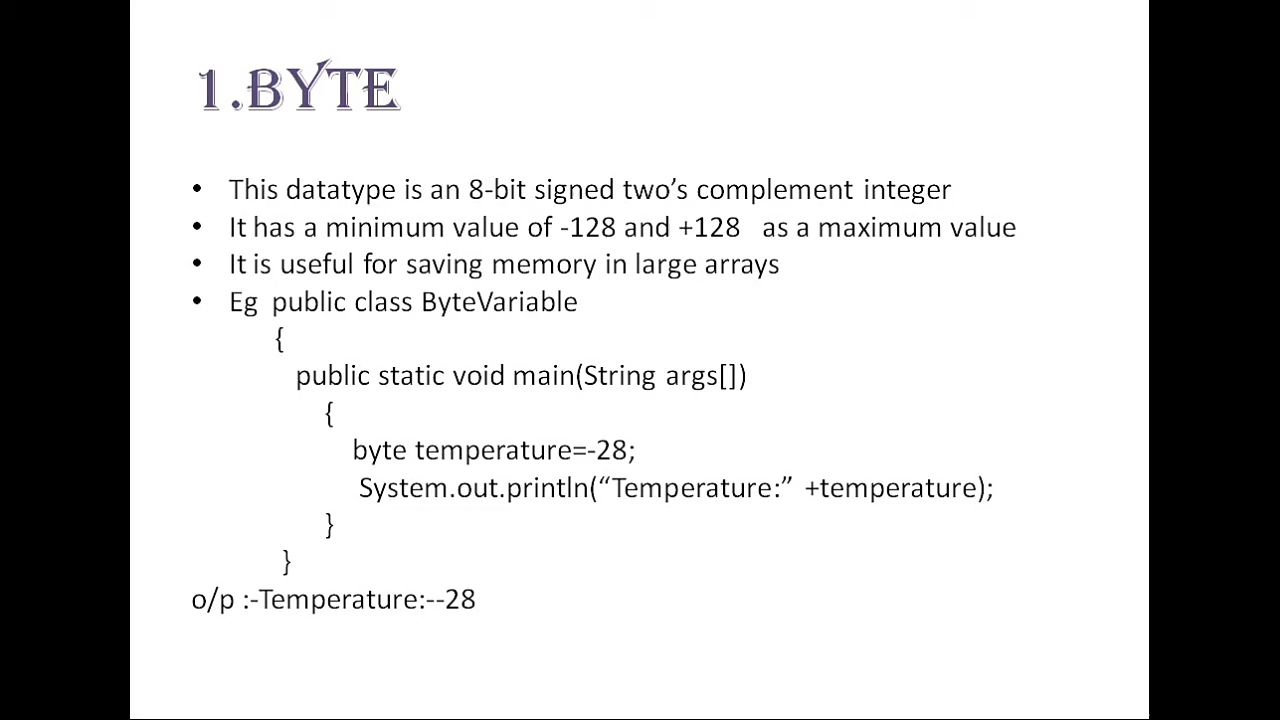 1.BYTE
• This datatype is an 8-bit signed two’s complement integer
• It has a minimum value of -128 and +128 as a maximum value
• It is useful for saving memory in large arrays
• Eg public class ByteVariable
{
public static void main(String args[])
{
byte temperature=-28;
System.out.println(“Temperature:” +temperature);
}
}
o/p :-Temperature:--28